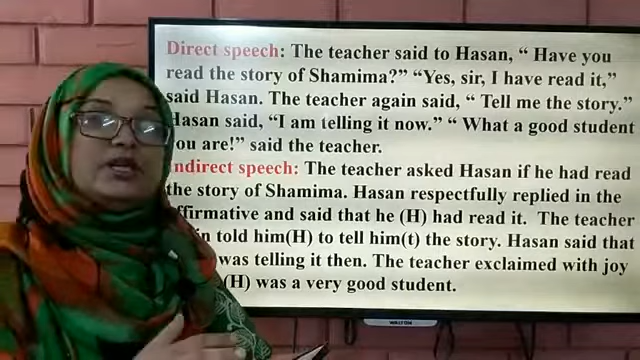 Direct speech: The teacher said to Hasan, “ Have you
read the story of Shamima?” “Yes, sir, I have read it,”
said Hasan. The teacher again said, “ Tell me the story.”
Hasan said, “I am telling it now.” “ What a good student
you are!” said the teacher.
Indirect speech: The teacher asked Hasan if he had read
the story of Shamima. Hasan respectfully replied in the
affirmative and said that he (H) had read it. The teacher
told him(H) to tell him(t) the story. Hasan said that
was telling it then. The teacher exclaimed with joy
(H) was a very good student.
WALTON